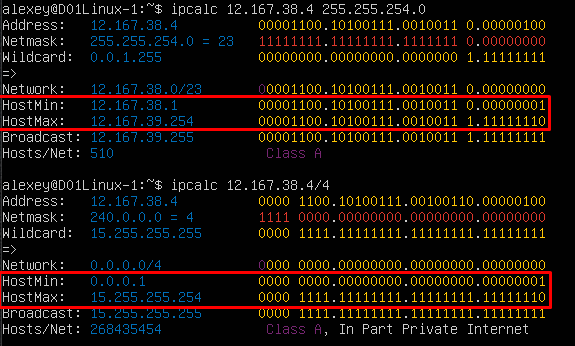 alexey@D01Linux-1:~$ ipcalc 12.167.38.4 255.255.254.0
Address: 12.167.38.4 00001100.10100111.0010011 0.00000100
Netmask: 255.255.254.0 = 23 11111111.11111111.1111111 0.00000000
Wildcard: 0.0.1.255 00000000.00000000.0000000 1.11111111
=>
Network: 12.167.38.0/23 00001100.10100111.0010011 0.00000000
HostMin: 12.167.38.1 00001100.10100111.0010011 0.00000001
HostMax: 12.167.39.254 00001100.10100111.0010011 1.11111110
Broadcast: 12.167.39.255 00001100.10100111.0010011 1.11111111
Hosts/Net: 510 Class A
alexey@D01Linux-1:~$ ipcalc 12.167.38.4/4
Address: 12.167.38.4 0000 1100.10100111.00100110.00000100
Netmask: 240.0.0.0 = 4 1111 0000.00000000.00000000.00000000
Wildcard: 15.255.255.255 0000 1111.11111111.11111111.11111111
=>
Network: 0.0.0.0/4 0000 0000.00000000.00000000.00000000
HostMin: 0.0.0.1 0000 0000.00000000.00000000.00000001
HostMax: 15.255.255.254 0000 1111.11111111.11111111.11111110
Broadcast: 15.255.255.255 0000 1111.11111111.11111111.11111111
Hosts/Net: 268435454 Class A, In Part Private Internet